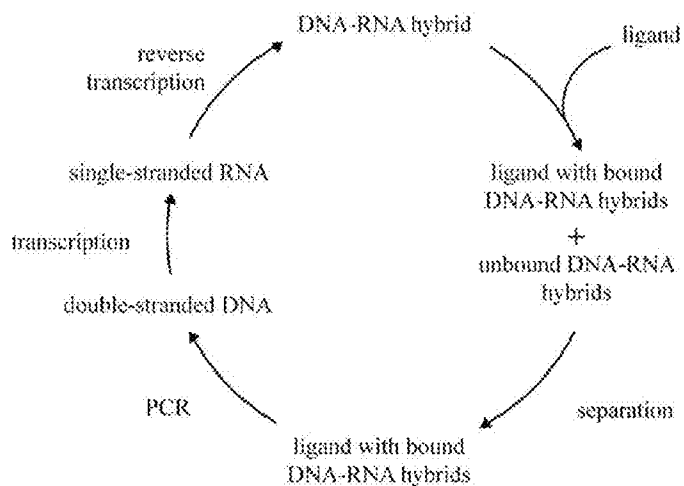 DNA-RNA hybrid
ligand
reverse
transcription
single-stranded RNA
ligand with bound
DNA-RNA hybrids
+
unbound DNA-RNA
hybrids
transcription
double-stranded DNA
PCR
separation
ligand with bound
DNA-RNA hybrids